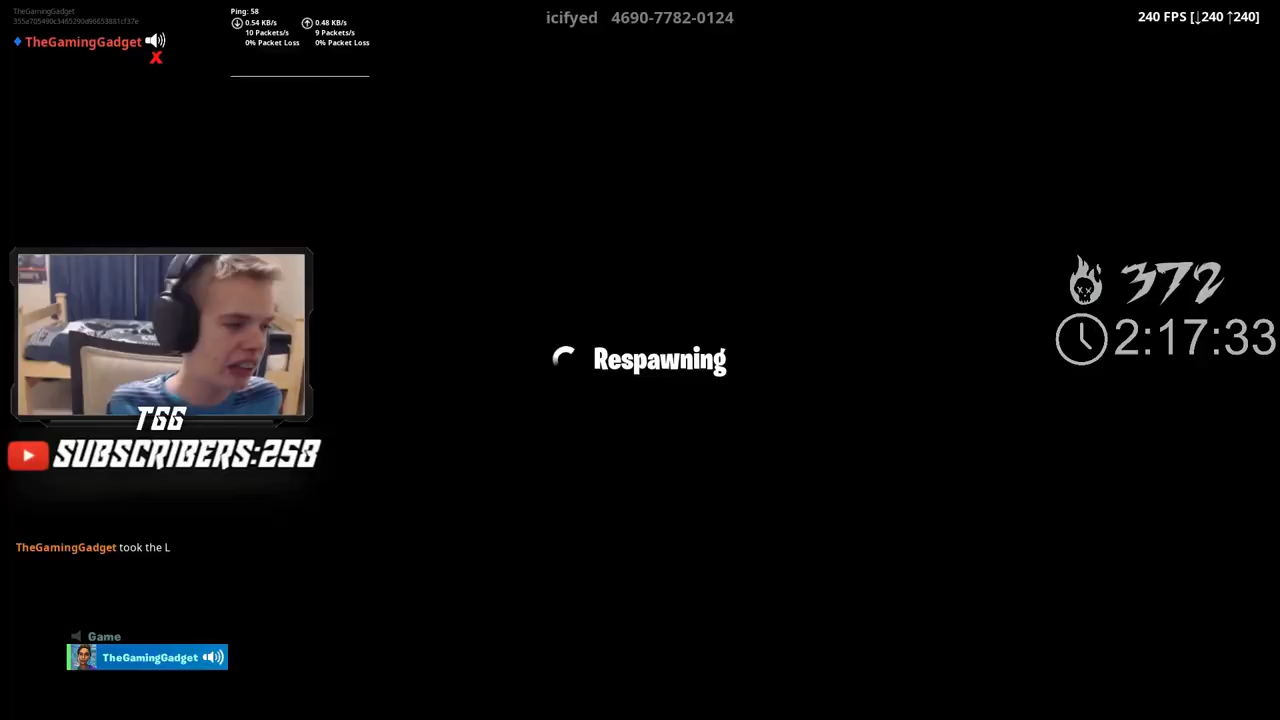 TheGamingGadget
355a705490c3465290d96653881cf37e
TheGamingGadget
X
Ping: 58
0.54 KB/s
0.48 KB/s
10 Packets/s
9 Packets/s
0% Packet Loss
0% Packet Loss
icifyed 4690-7782-0124
240 FPS [↓240 ↑240]
372
2:17:33
Respawning
TGG
SUBSCRIBERS:258
TheGamingGadget took the L
Game
TheGamingGadget